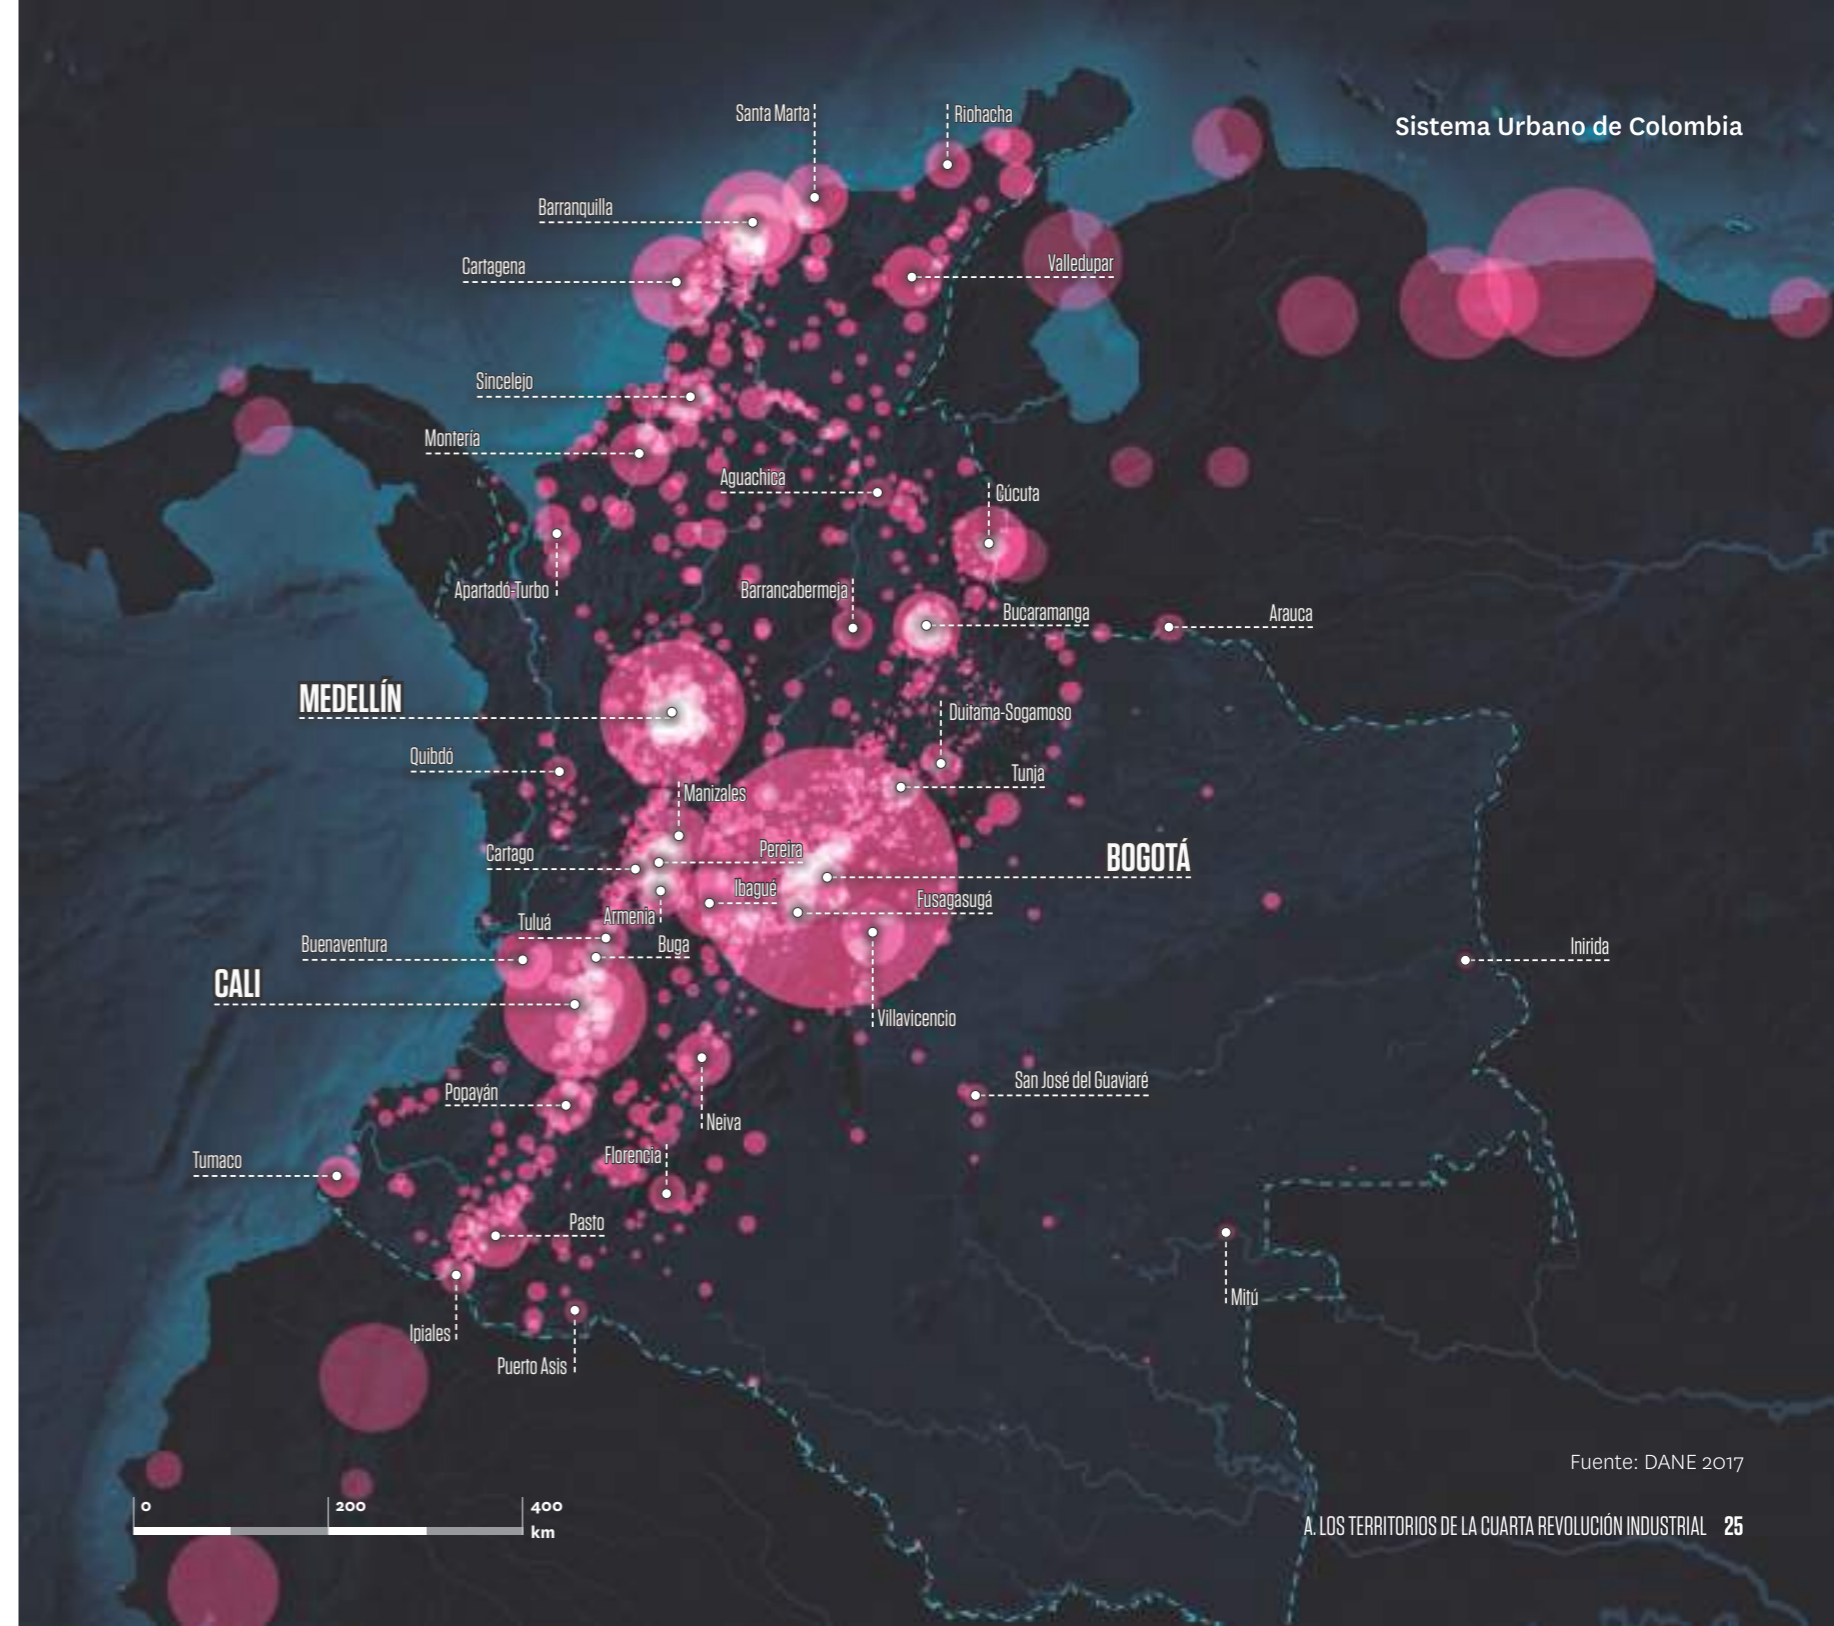 Santa Marta
Riohacha
Sistema Urbano de Colombia
Barranquilla
Cartagena
Valledupar
Sincelejo
Montería
Aguachica
Cúcuta
Apartadó-Turbo
Barrancabermeja
Bucaramanga
Arauca
MEDELLÍN
Duitama-Sogamoso
Quibdó
Tunja
Manizales
Cartago
Pereira
BOGOTÁ
Ibagué
Fusagasugá
Armenia
Tuluá
Buenaventura
Buga
Inirida
CALI
Villavicencio
San José del Guaviaré
Popayán
Neiva
Florencia
Tumaco
Pasto
Mitú
Ipiales
Puerto Asis
Fuente: DANE 2017
0 200 400
km
A. LOS TERRITORIOS DE LA CUARTA REVOLUCIÓN INDUSTRIAL 25